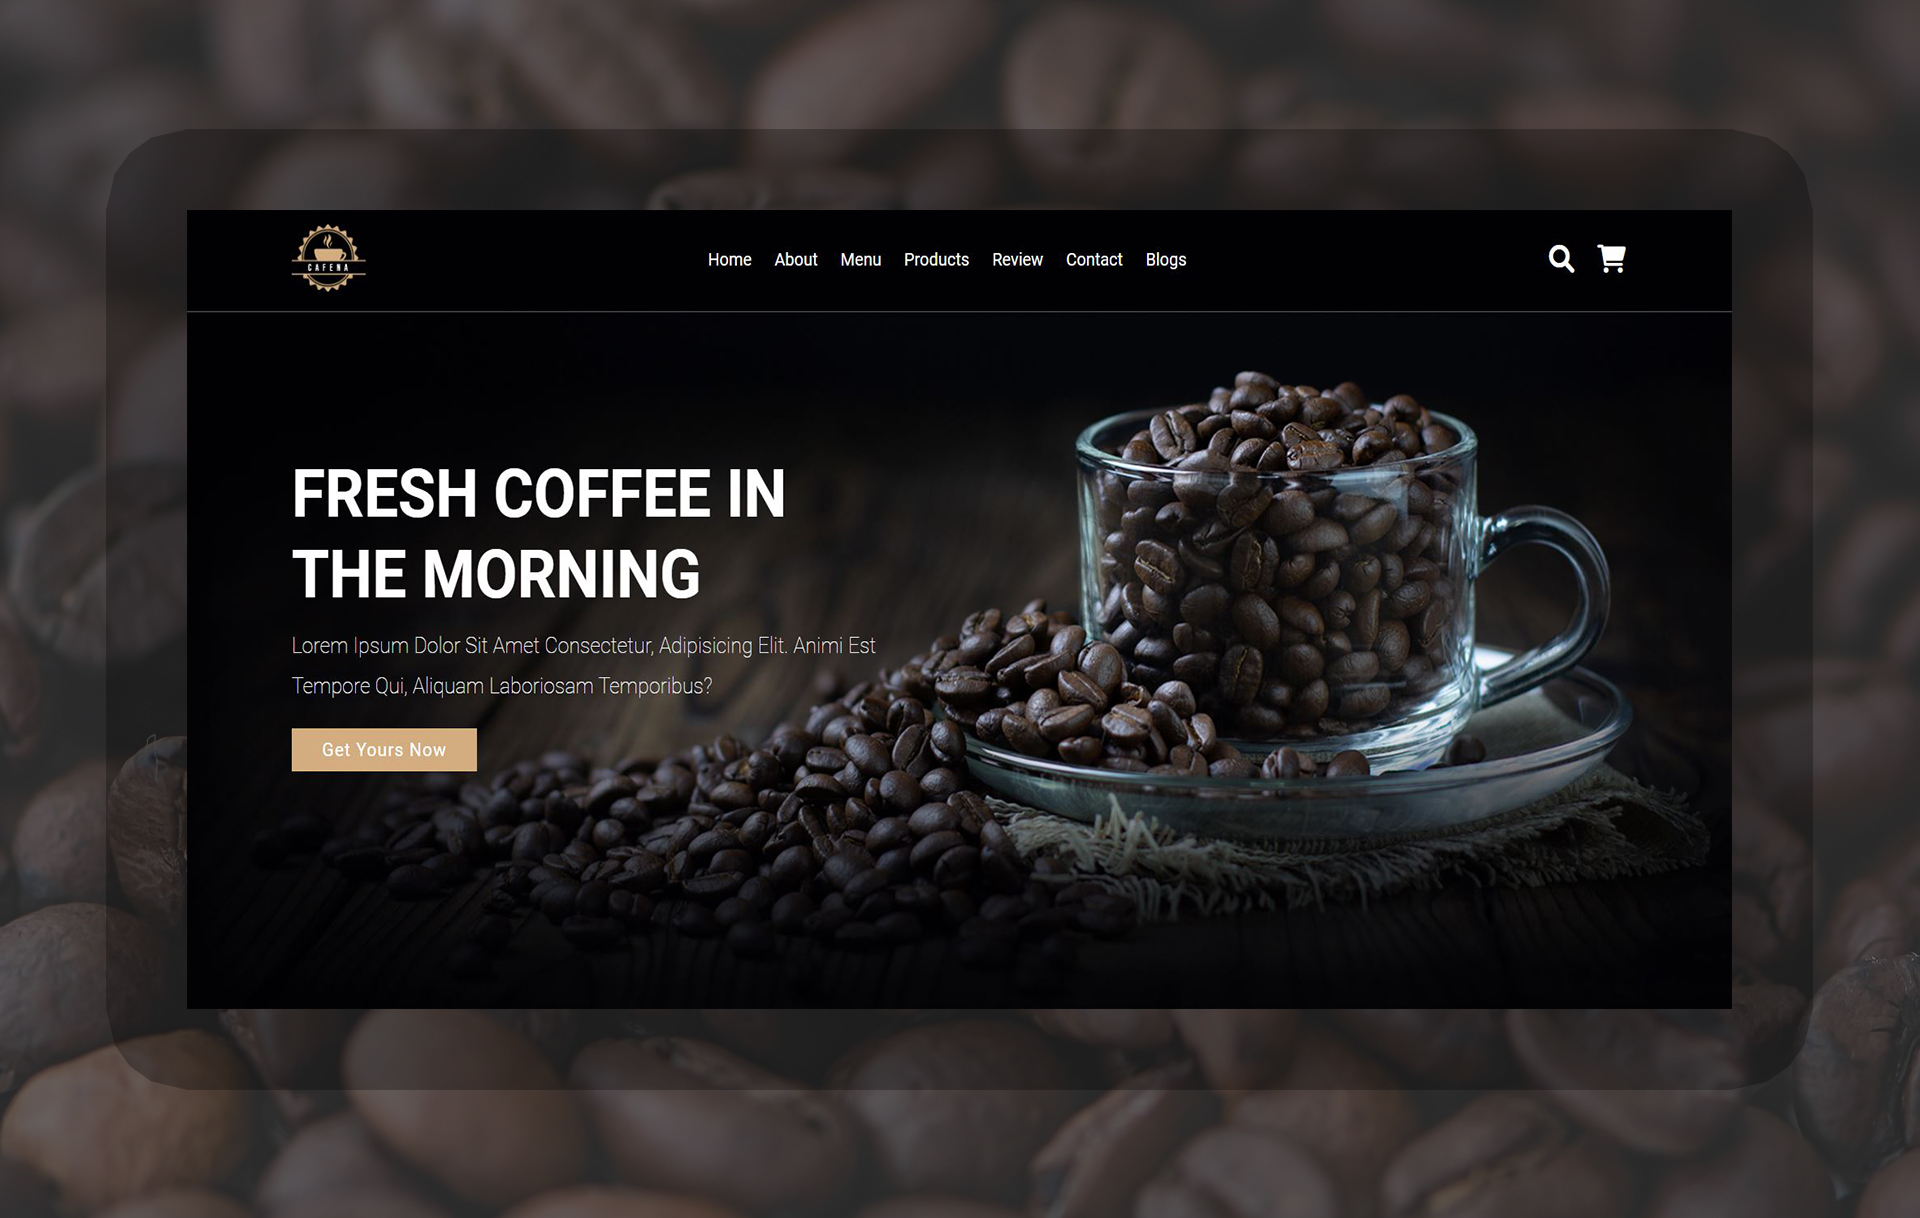 CAFENA
Home About Menu Products Review Contact Blogs
FRESH COFFEE IN
THE MORNING
Lorem Ipsum Dolor Sit Amet Consectetur, Adipisicing Elit. Animi Est
Tempore Qui, Aliquam Laboriosam Temporibus?
Get Yours Now